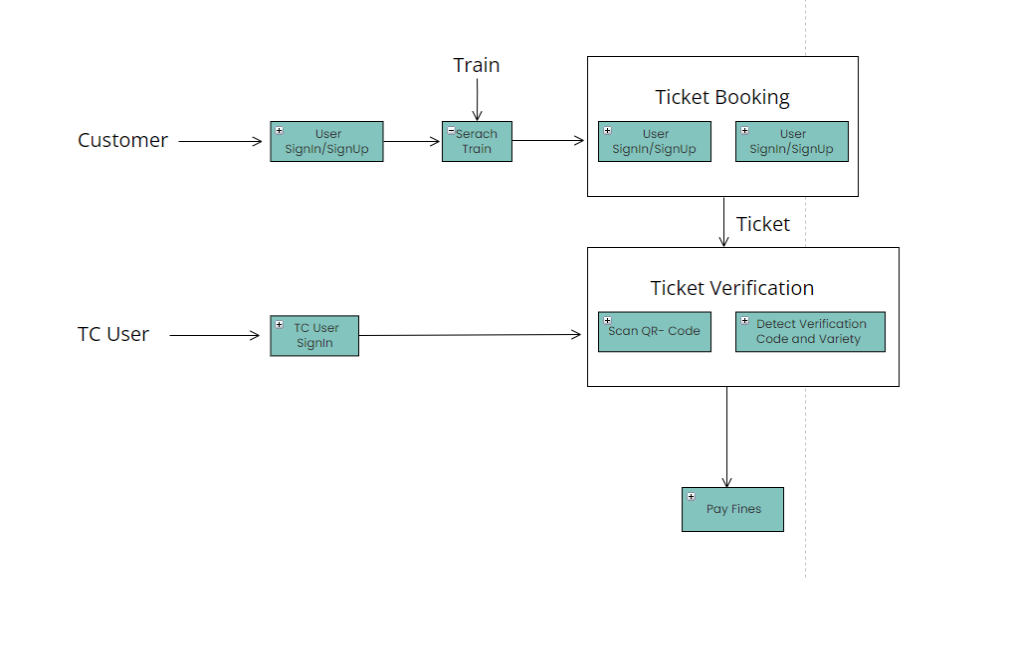 Train
Ticket Booking
Customer
User
SignIn/SignUp
Serach
Train
User
SignIn/SignUp
User
SignIn/SignUp
Ticket
Ticket Verification
TC User
TC User
SignIn
Scan QR- Code
Detect Verification
Code and Variety
Pay Fines